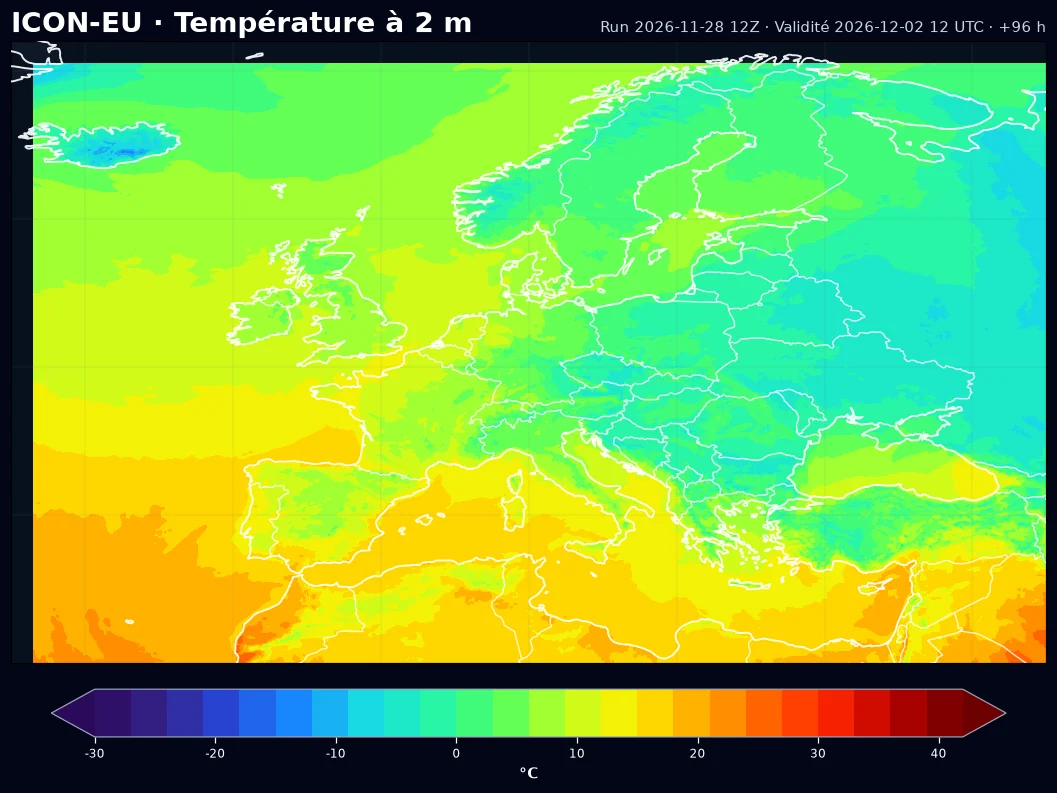 ICON-EU · Température à 2 m
Run 2026-11-28 12Z · Validité 2026-12-02 12 UTC · +96 h
-30 -20 -10 0 10 20 30 40
°C